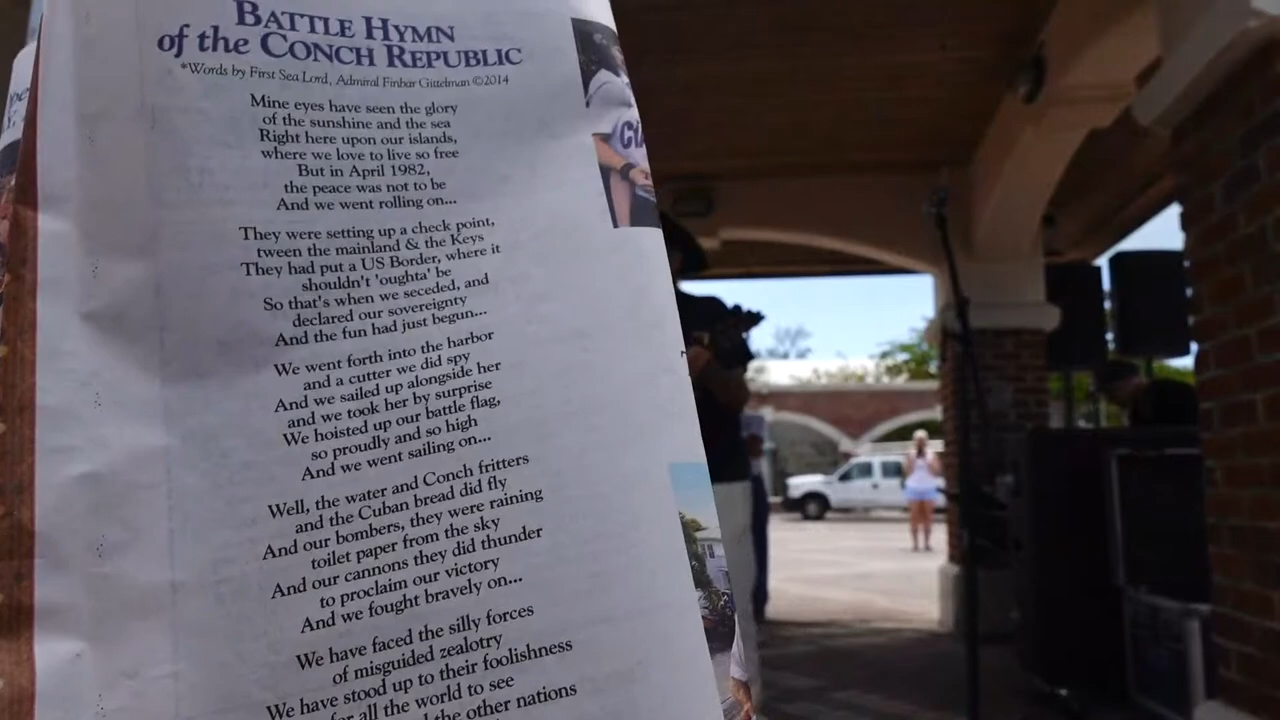 BATTLE HYMN
of the CONCH REPUBLIC
*Words by First Sea Lord, Admiral Finbar Gittelman ©2014
Mine eyes have seen the glory
of the sunshine and the sea
Right here upon our islands,
where we love to live so free
But in April 1982,
the peace was not to be
And we went rolling on...
They were setting up a check point,
tween the mainland & the Keys
They had put a US Border, where it
shouldn't 'oughta' be
So that's when we seceded, and
declared our sovereignty
And the fun had just begun...
We went forth into the harbor
and a cutter we did spy
And we sailed up alongside her
and we took her by surprise
We hoisted up our battle flag,
so proudly and so high
And we went sailing on...
Well, the water and Conch fritters
and the Cuban bread did fly
And our bombers, they were raining
toilet paper from the sky
And our cannons they did thunder
to proclaim our victory
And we fought bravely on...
We have faced the silly forces
of misguided zealotry
We have stood up to their foolishness
for all the world to see
the other nations